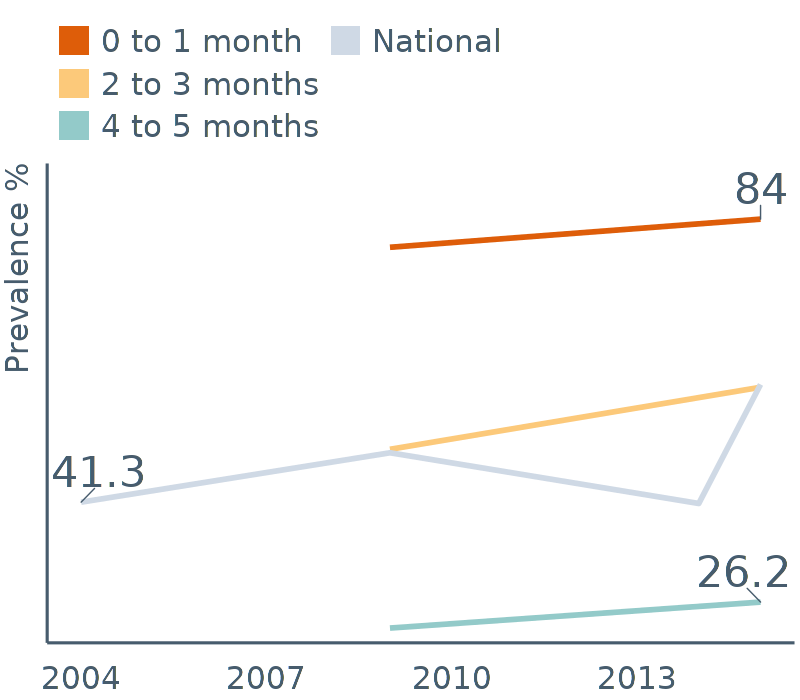 0 to 1 month
National
2 to 3 months
4 to 5 months
Prevalence %
84
41.3
26.2
2004 2007 2010 2013